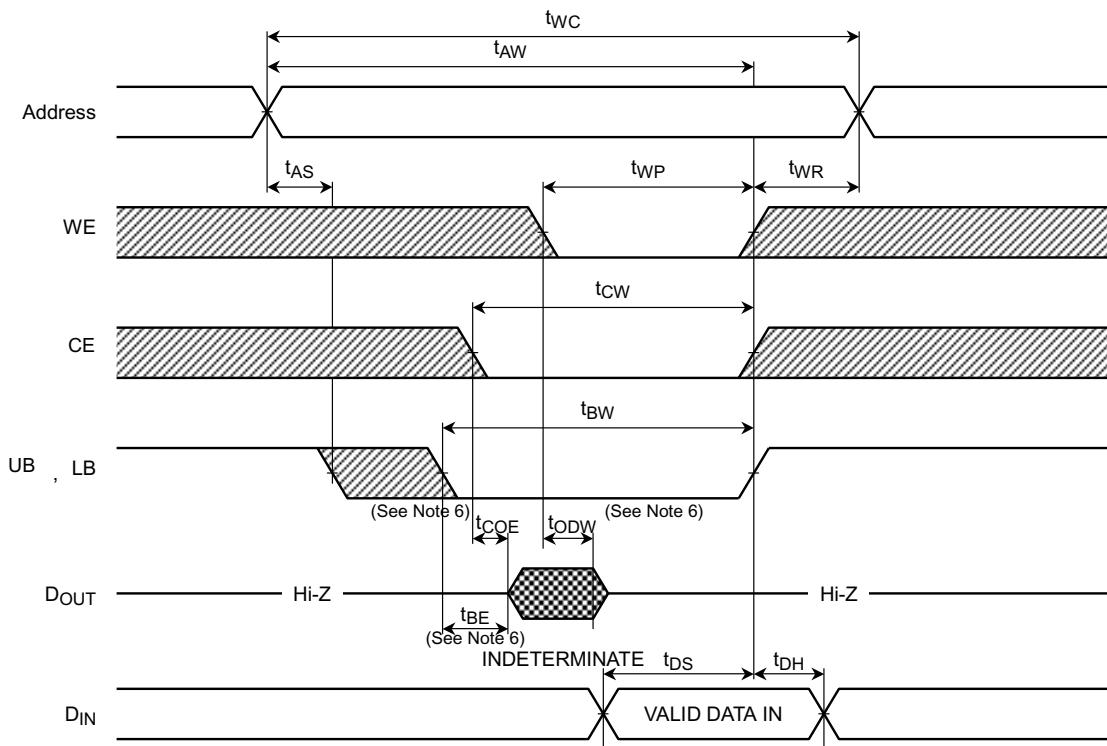 tWC
tAW
Address
tAS
tWP
tWR
WE
tCW
CE
tBW
UB , LB
(See Note 6)
(See Note 6)
tCOE
tODW
DOUT
Hi-Z
Hi-Z
tBE
(See Note 6)
INDETERMINATE
tDS
tDH
DIN
VALID DATA IN